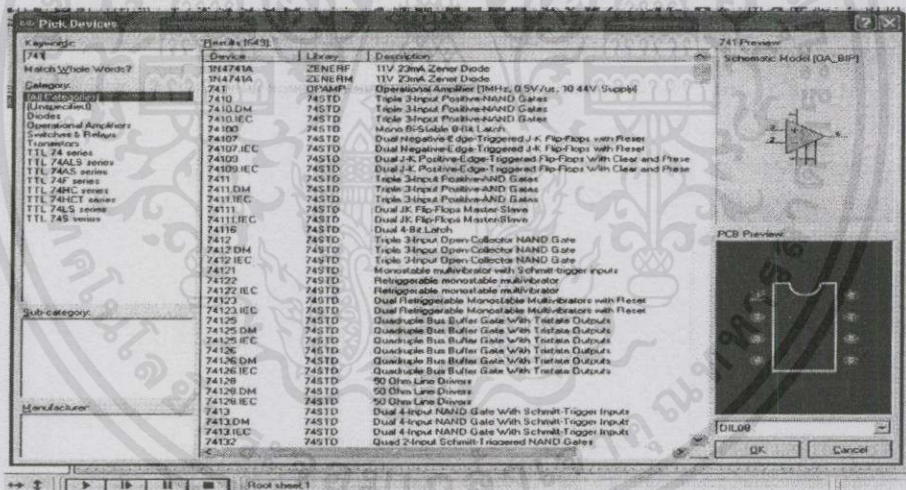 Pick Devices
Keywords:
741
Match Whole Words?
Category:
(All Categories)
(Unspecified)
Diodes
Operational Amplifiers
Switches & Relays
Transistors
TTL 74 series
TTL 74ALS series
TTL 74AS series
TTL 74F series
TTL 74HC series
TTL 74HCT series
TTL 74LS series
TTL 74S series
Sub-category:
Manufacturer:
Results (649):
Device Library Description
1N4741A ZENERF 11V 23mA Zener Diode
1N4741A ZENERM 11V 23mA Zener Diode
741 OPAMP Operational Amplifier [1MHz, 0.5V/us, 10.44V Supply]
7410 74STD Triple 3-Input Positive-NAND Gates
7410.DM 74STD Triple 3-Input Positive-NAND Gates
7410.IEC 74STD Triple 3-Input Positive-NAND Gates
74100 74STD Mono Bi-Stable 8-Bit Latch
74107 74STD Dual Negative-Edge-Triggered J-K Flip-Flops with Reset
74107.IEC 74STD Dual Negative-Edge-Triggered J-K Flip-Flops with Reset
74109 74STD Dual J-K Positive-Edge-Triggered Flip-Flops With Clear and Prese
74109.IEC 74STD Dual J-K Positive-Edge-Triggered Flip-Flops With Clear and Prese
7411 74STD Triple 3-Input Positive-AND Gates
7411.DM 74STD Triple 3-Input Positive-AND Gates
7411.IEC 74STD Triple 3-Input Positive-AND Gates
74111 74STD Dual JK Flip-Flops Master-Slave
74111.IEC 74STD Dual JK Flip-Flops Master-Slave
74116 74STD Dual 4-Bit Latch
7412 74STD Triple 3-Input Open Collector NAND Gate
7412.DM 74STD Triple 3-Input Open Collector NAND Gate
7412.IEC 74STD Triple 3-Input Open Collector NAND Gate
74121 74STD Monostable multivibrator with Schmitt-trigger inputs
74122 74STD Retriggerable monostable multivibrator
74122.IEC 74STD Retriggerable monostable multivibrator
74123 74STD Dual Retriggerable Monostable Multivibrators with Reset
74123.IEC 74STD Dual Retriggerable Monostable Multivibrators with Reset
74125 74STD Quadruple Bus Buffer Gate With Tristate Outputs
74125.DM 74STD Quadruple Bus Buffer Gate With Tristate Outputs
74125.IEC 74STD Quadruple Bus Buffer Gate With Tristate Outputs
74126 74STD Quadruple Bus Buffer Gate With Tristate Outputs
74126.DM 74STD Quadruple Bus Buffer Gate With Tristate Outputs
74126.IEC 74STD Quadruple Bus Buffer Gate With Tristate Outputs
74128 74STD 50 Ohm Line Drivers
74128.DM 74STD 50 Ohm Line Drivers
74128.IEC 74STD 50 Ohm Line Drivers
7413 74STD Dual 4-Input NAND Gate With Schmitt-Trigger Inputs
7413.DM 74STD Dual 4-Input NAND Gate With Schmitt-Trigger Inputs
7413.IEC 74STD Dual 4-Input NAND Gate With Schmitt-Trigger Inputs
74132 74STD Quad 2-Input Schmitt-Triggered NAND Gates
741 Preview:
Schematic Model [OA_BIP]
PCB Preview:
DIL08
OK Cancel
Root sheet 1